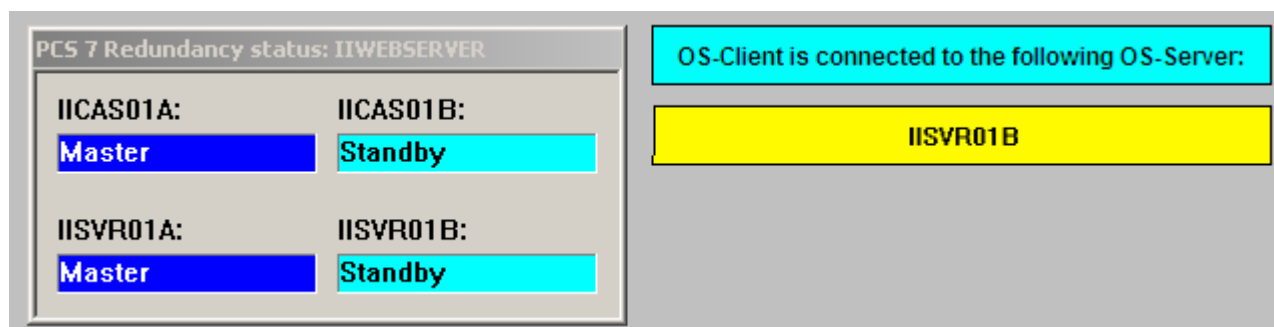 PCS 7 Redundancy status: IIWEBSERVER
IICAS01A: IICAS01B:
Master Standby
IISVR01A: IISVR01B:
Master Standby
OS-Client is connected to the following OS-Server:
IISVR01B